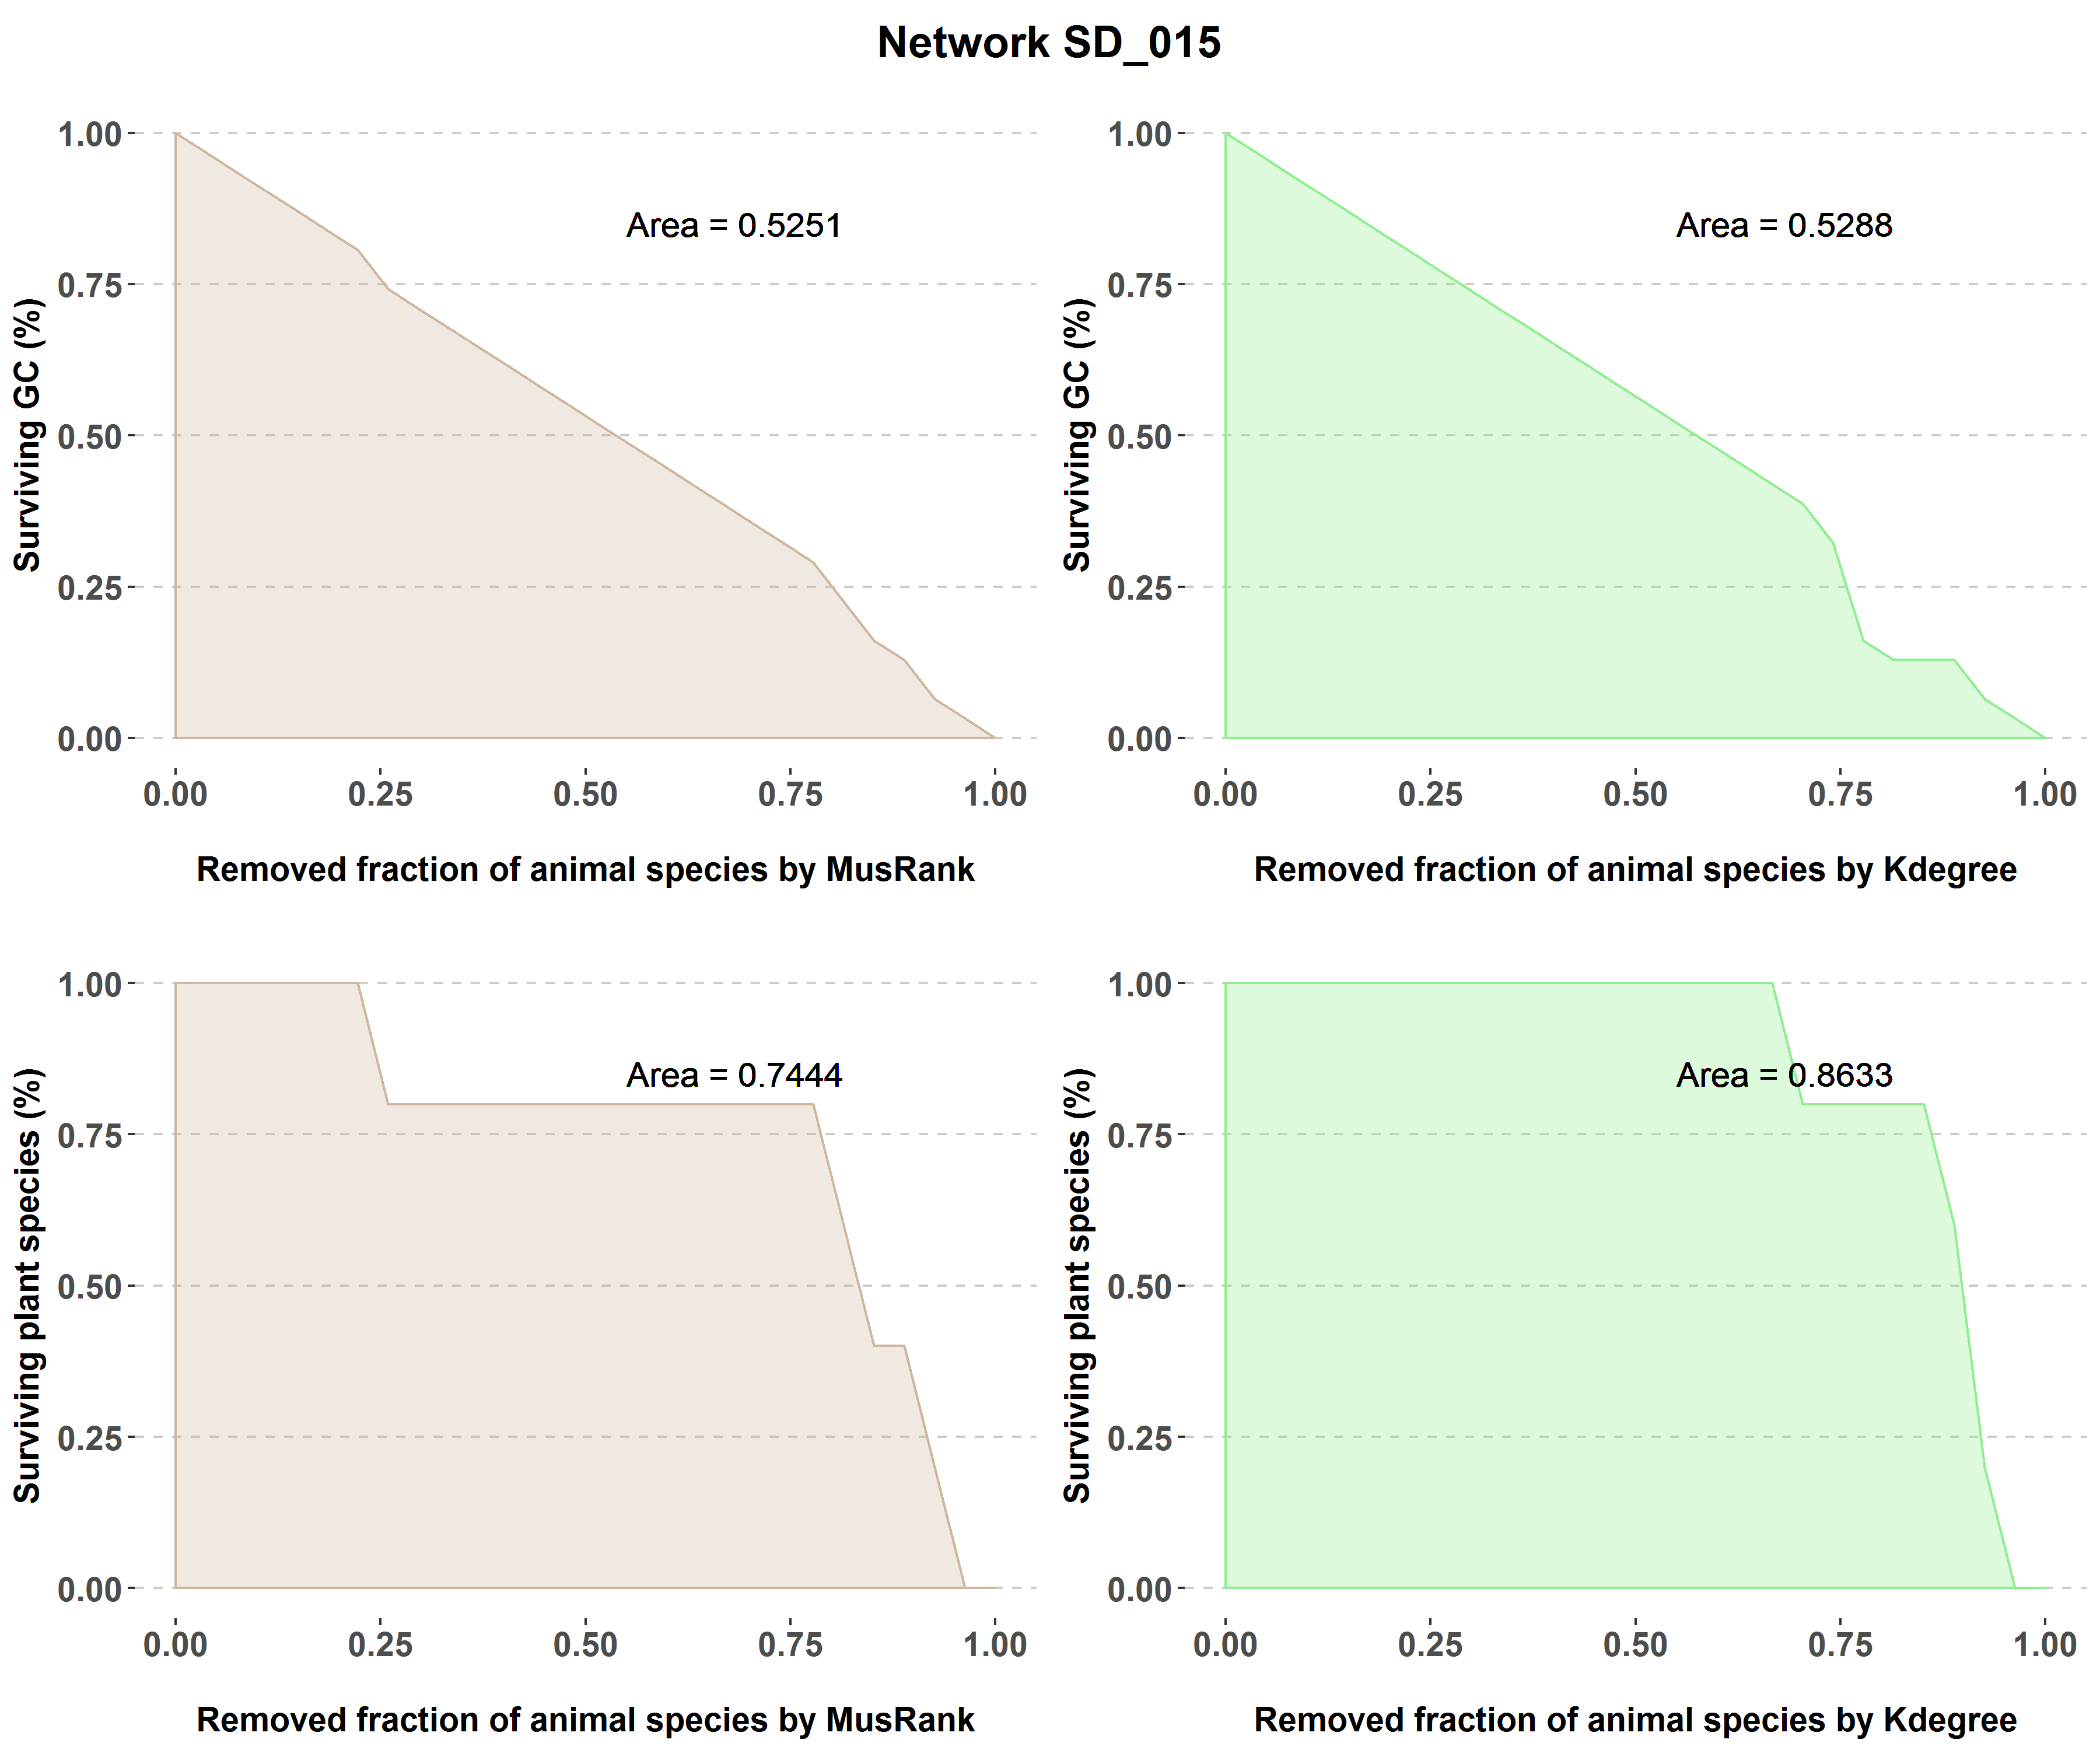 Network SD_015
1.00
0.75
0.50
0.25
0.00
Surviving GC (%)
Area = 0.5251
0.00 0.25 0.50 0.75 1.00
Removed fraction of animal species by MusRank
1.00
0.75
0.50
0.25
0.00
Surviving GC (%)
Area = 0.5288
0.00 0.25 0.50 0.75 1.00
Removed fraction of animal species by Kdegree
1.00
0.75
0.50
0.25
0.00
Surviving plant species (%)
Area = 0.7444
0.00 0.25 0.50 0.75 1.00
Removed fraction of animal species by MusRank
1.00
0.75
0.50
0.25
0.00
Surviving plant species (%)
Area = 0.8633
0.00 0.25 0.50 0.75 1.00
Removed fraction of animal species by Kdegree